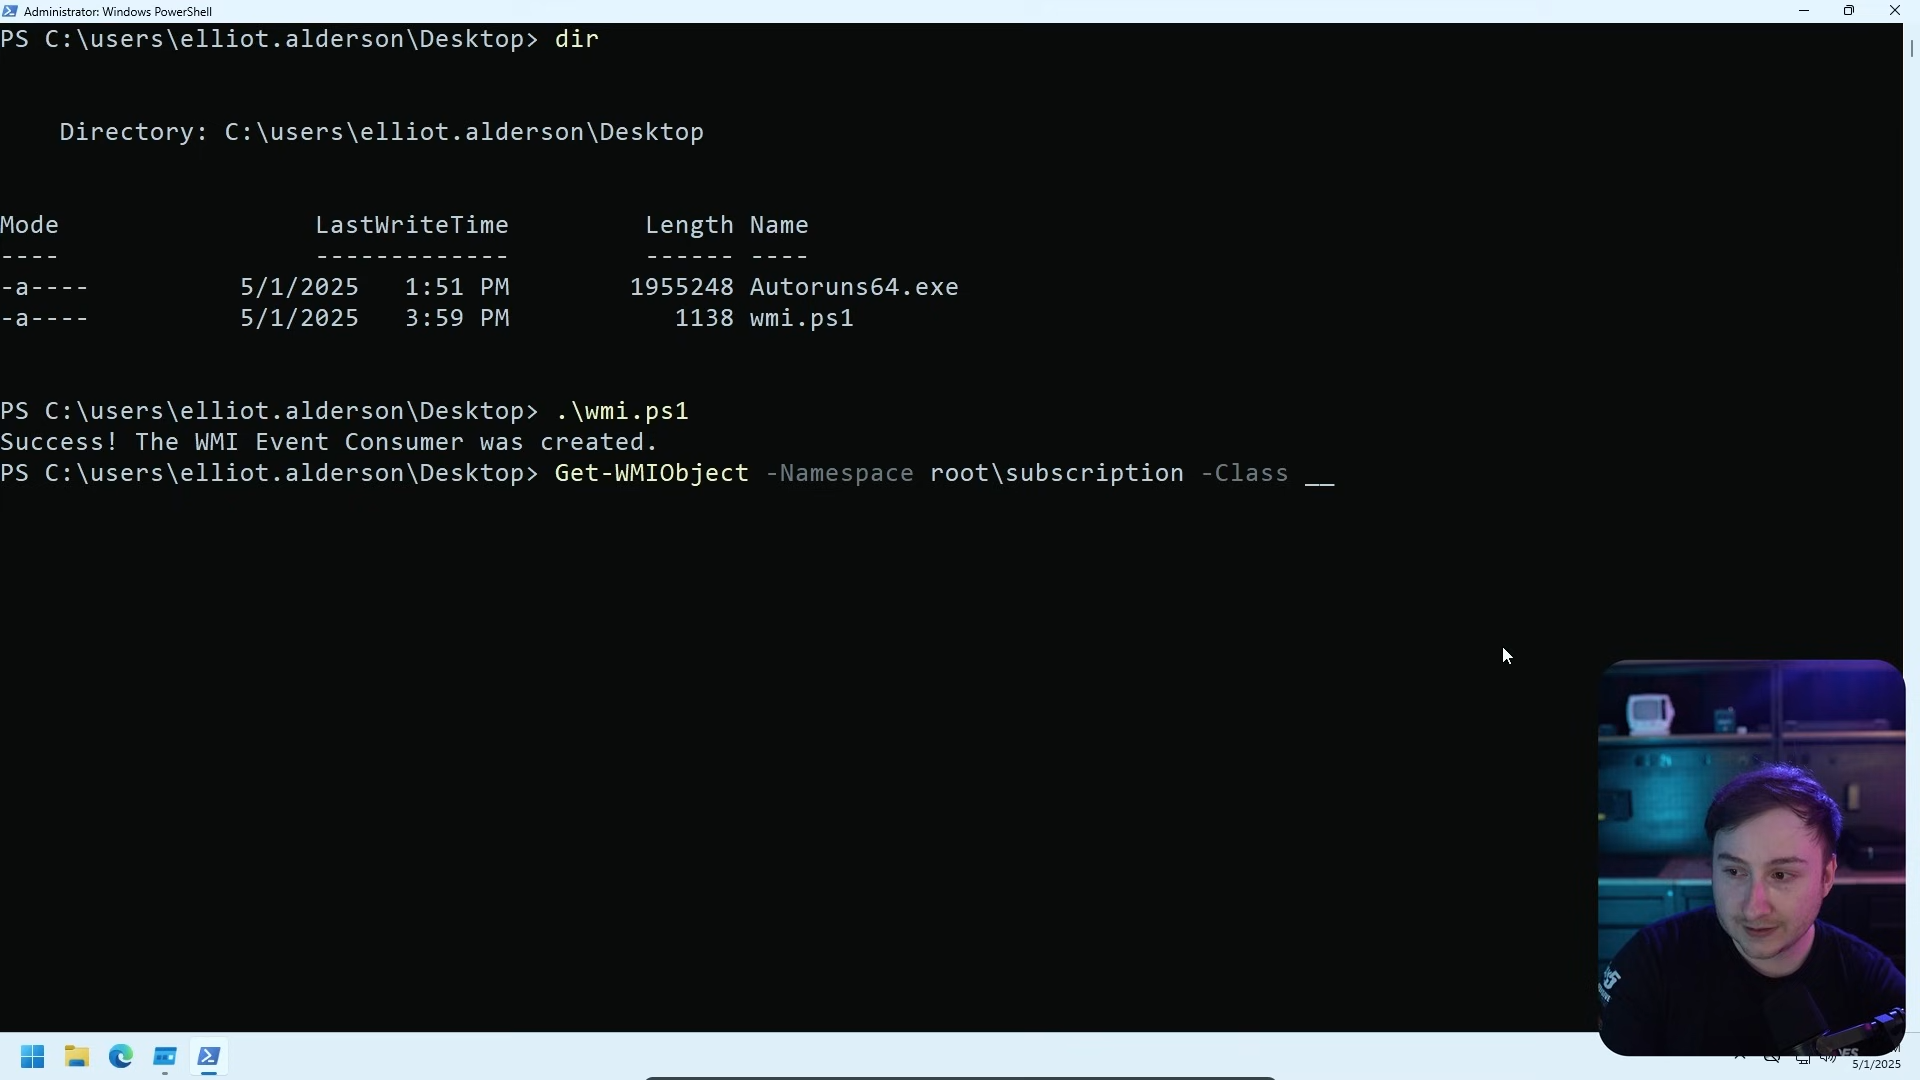 Administrator: Windows PowerShell
PS C:\users\elliot.alderson\Desktop> dir
Directory: C:\users\elliot.alderson\Desktop
Mode LastWriteTime Length Name
---- ------------- ------ ----
-a---- 5/1/2025 1:51 PM 1955248 Autoruns64.exe
-a---- 5/1/2025 3:59 PM 1138 wmi.ps1
PS C:\users\elliot.alderson\Desktop> .\wmi.ps1
Success! The WMI Event Consumer was created.
PS C:\users\elliot.alderson\Desktop> Get-WMIObject -Namespace root\subscription -Class __
5/1/2025